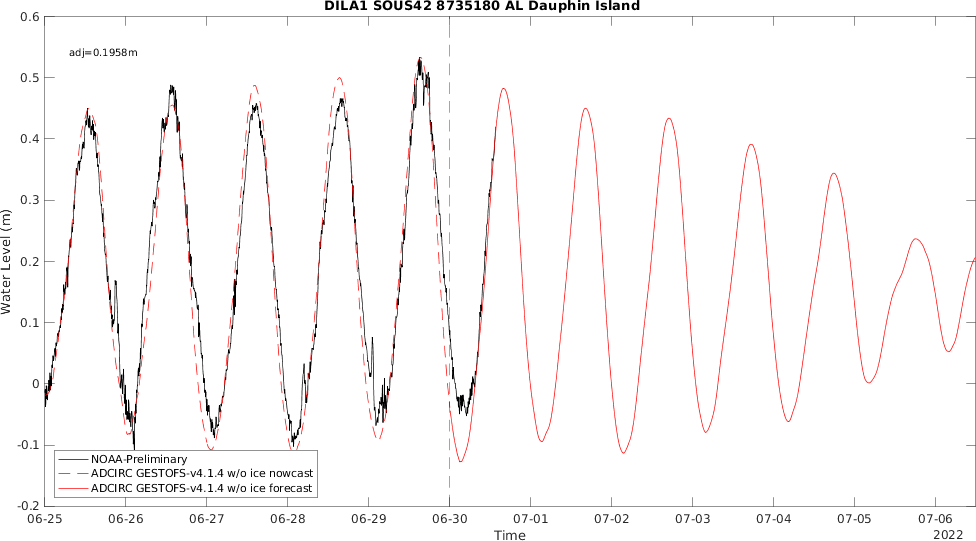 DILA1 SOUS42 8735180 AL Dauphin Island
adj=0.1958m
0.6
0.5
0.4
0.3
0.2
0.1
0
-0.1
-0.2
Water Level (m)
NOAA-Preliminary
ADCIRC GESTOFS-v4.1.4 w/o ice nowcast
ADCIRC GESTOFS-v4.1.4 w/o ice forecast
06-25 06-26 06-27 06-28 06-29 06-30 07-01 07-02 07-03 07-04 07-05 07-06
Time
2022